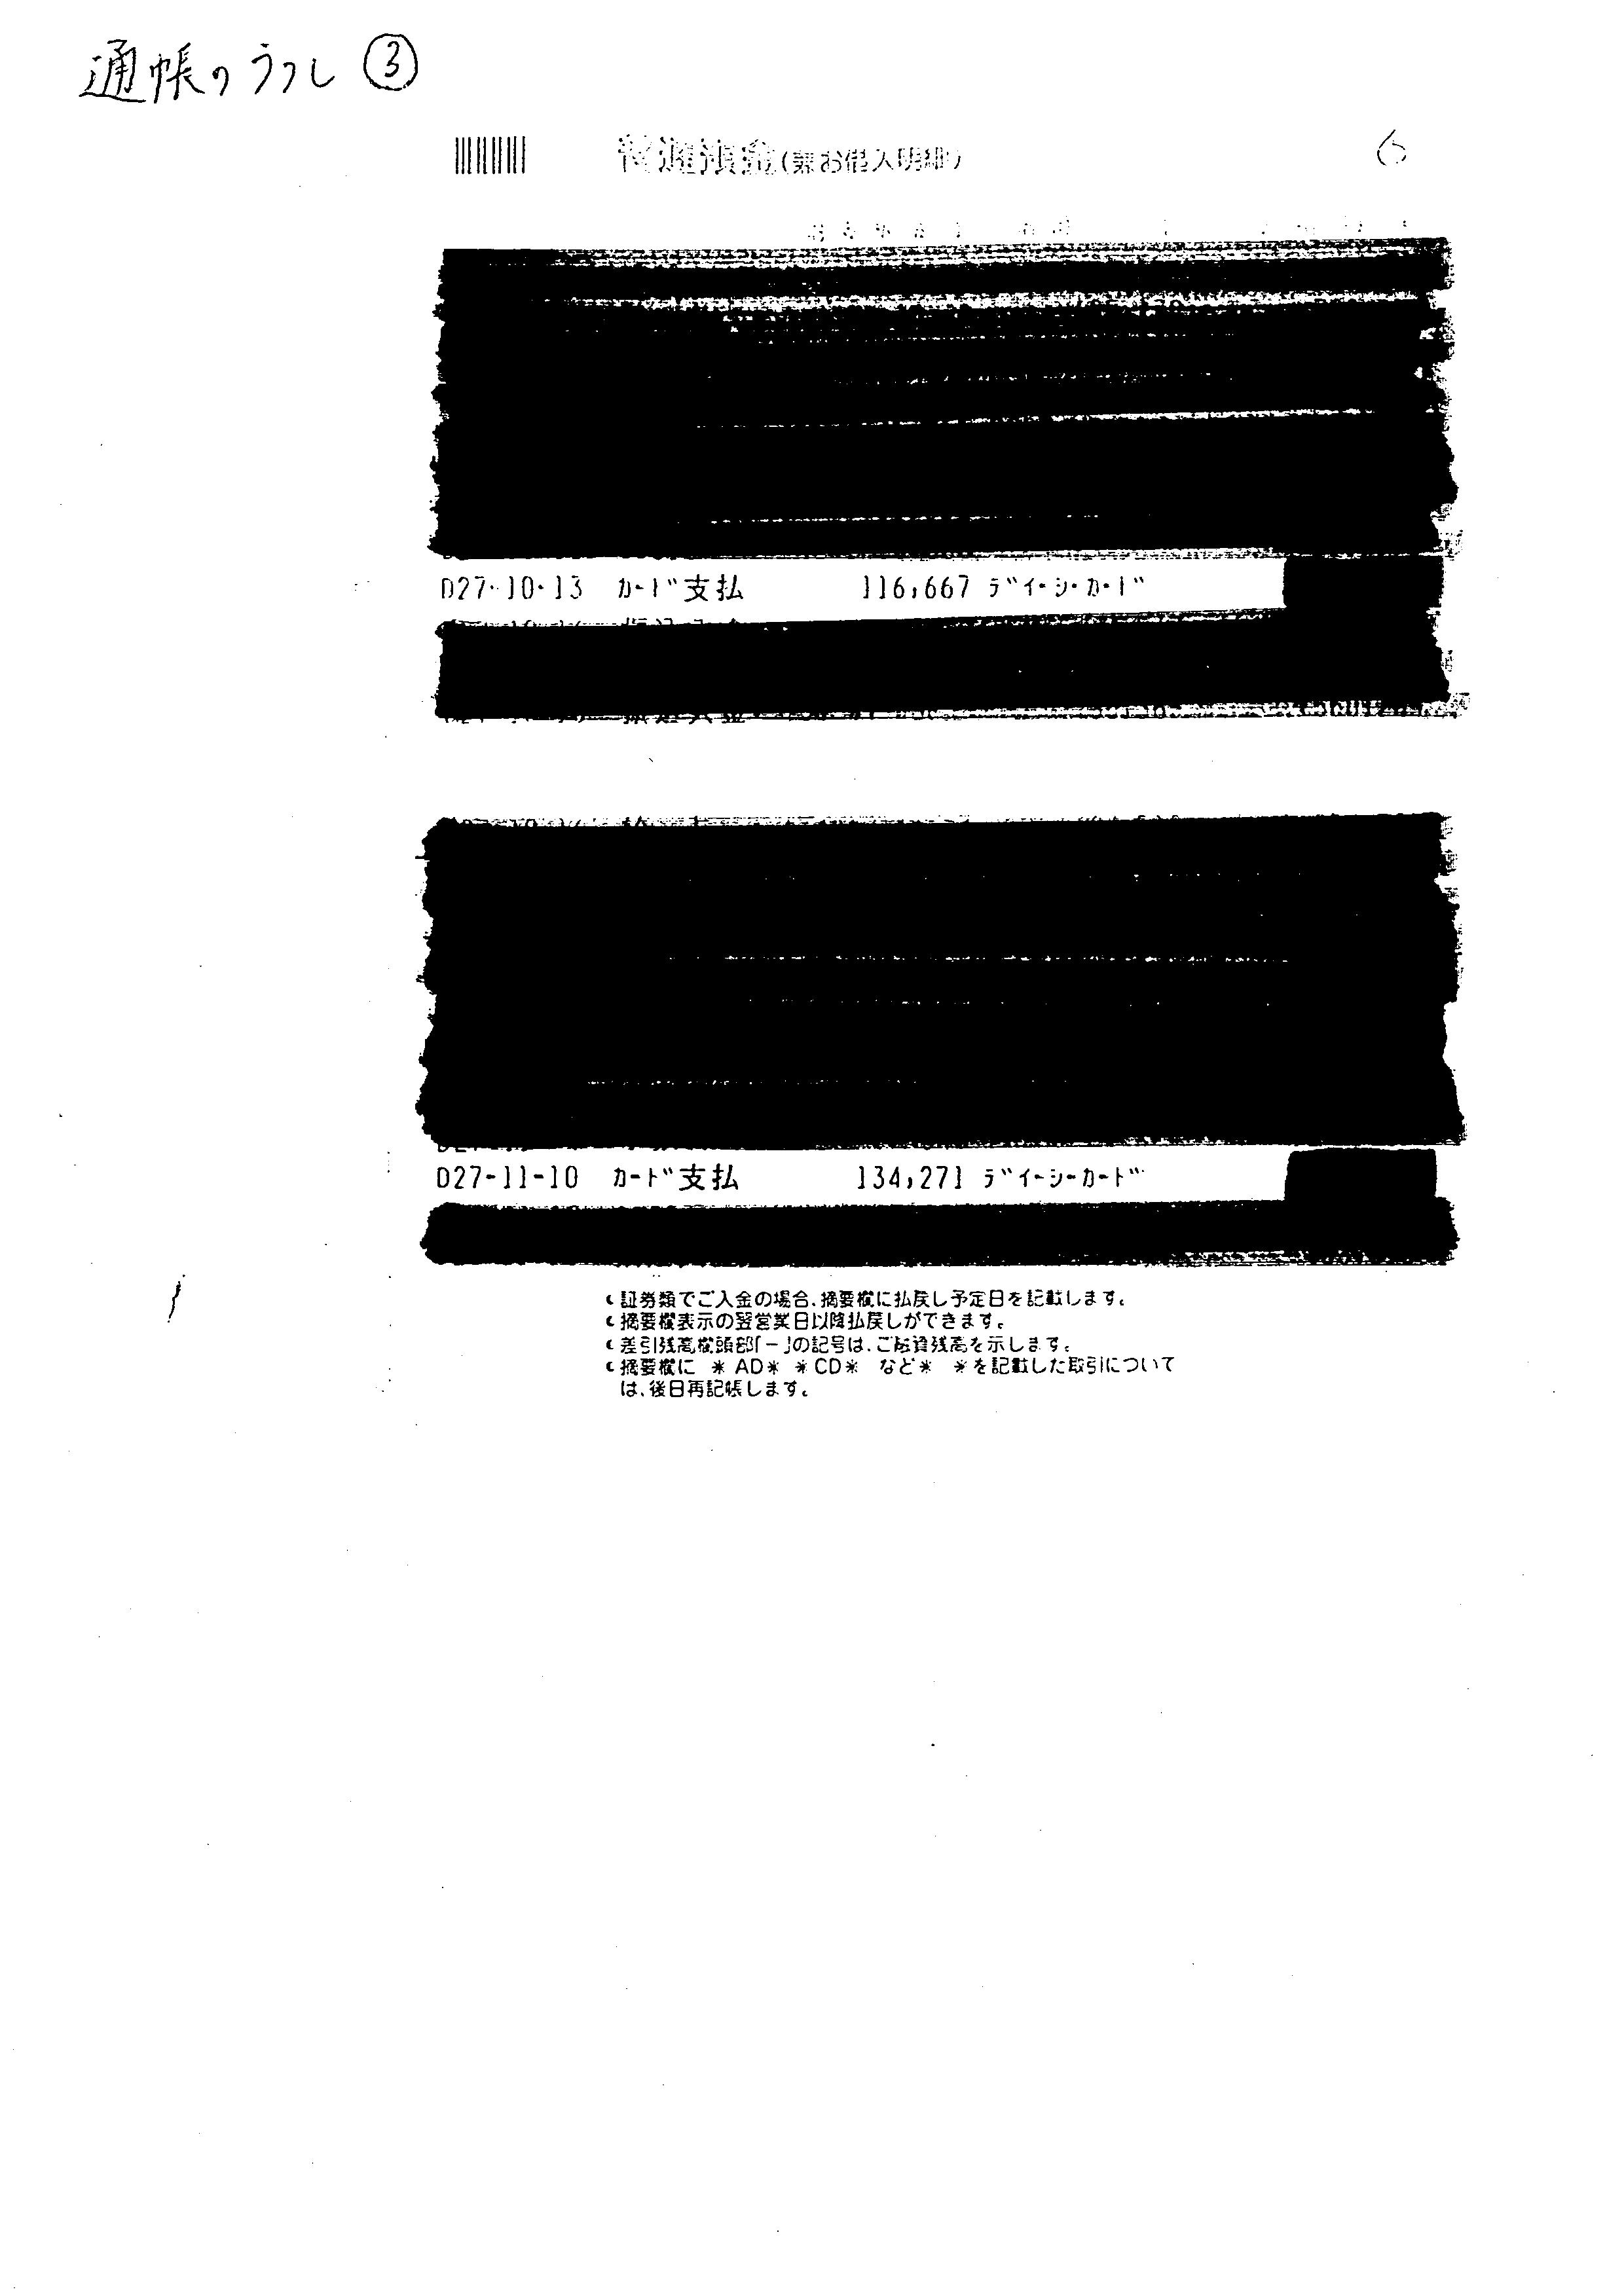 通帳のうつし ③
普通預金(兼お借入明細) 6
027-10-13 カード支払 116,667 デイーシーカード
027-11-10 カード支払 134,271 デイーシーカード
証券類でご入金の場合、摘要欄に払戻し予定日を記載します。
摘要欄表示の翌営業日以降払戻しができます。
差引残高欄頭部「-」の記号は、ご融資残高を示します。
摘要欄に *AD* *CD* など* *を記載した取引について
は、後日再記帳します。